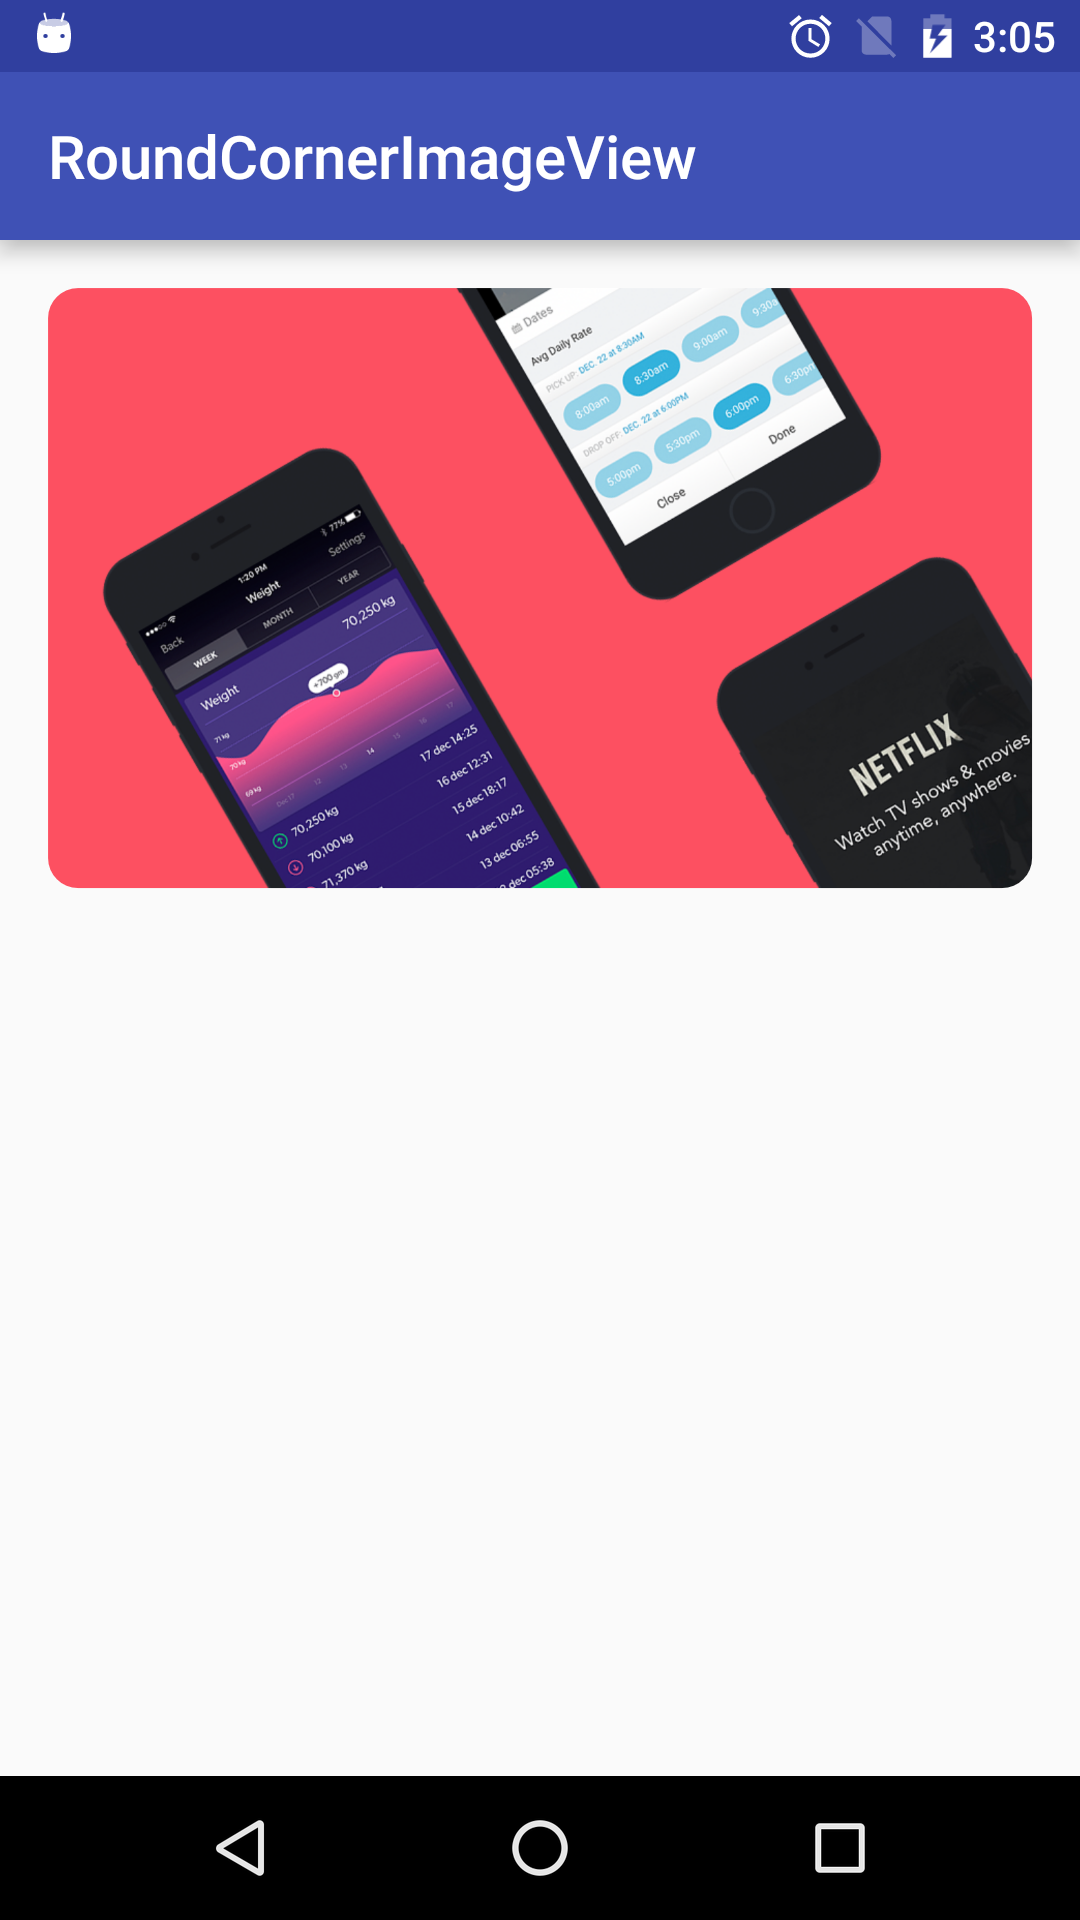 3:05
RoundCornerImageView
Dates
Avg Daily Rate
PICK UP: DEC. 22 at 8:30AM
8:00am 8:30am 9:00am 9:30a
DROP OFF: DEC. 22 at 6:00PM
5:00pm 5:30pm 6:00pm 6:30pm
Close Done
1:20 PM 77%
Back Weight Settings
WEEK MONTH YEAR
Weight 70,250 kg
+700 gm
71 kg
70 kg
69 kg
Dec 17 12 13 14 15 16 17
70,250 kg 17 dec 14:25
70,100 kg 16 dec 12:31
71,370 kg 15 dec 18:17
14 dec 10:42
13 dec 06:55
dec 05:38
NETFLIX
Watch TV shows & movies
anytime, anywhere.